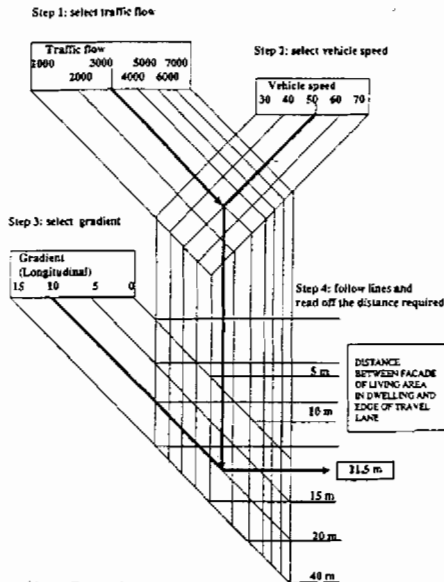 Step 1: select traffic flow
Traffic flow
1000 3000 5000 7000
2000 4000 6000
Step 2: select vehicle speed
Vehicle speed
30 40 50 60 70
Step 3: select gradient
Gradient
(Longitudinal)
15 10 5 0
Step 4: follow lines and
read off the distance required
DISTANCE
BETWEEN FACADE
OF LIVING AREA
IN DWELLING AND
EDGE OF TRAVEL
LANE
5 m
10 m
11.5 m
15 m
20 m
40 m